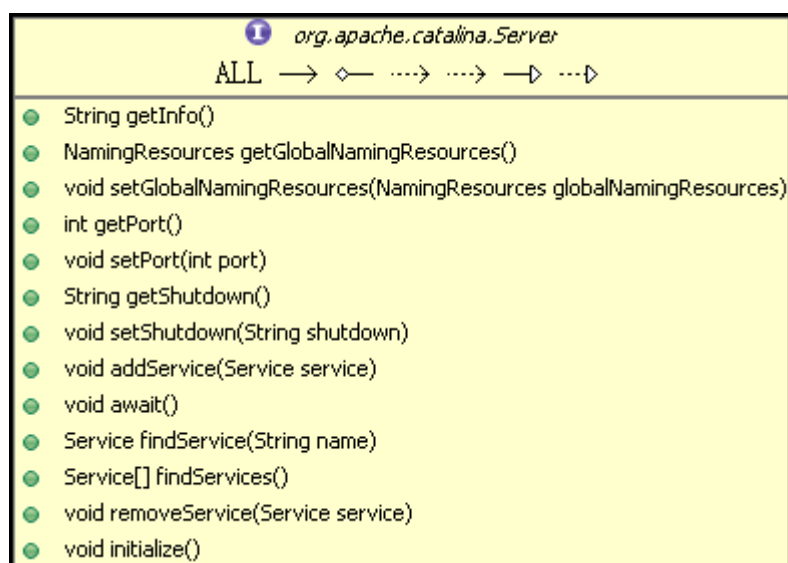 I org.apache.catalina.Server
ALL
String getInfo()
NamingResources getGlobalNamingResources()
void setGlobalNamingResources(NamingResources globalNamingResources)
int getPort()
void setPort(int port)
String getShutdown()
void setShutdown(String shutdown)
void addService(Service service)
void await()
Service findService(String name)
Service[] findServices()
void removeService(Service service)
void initialize()